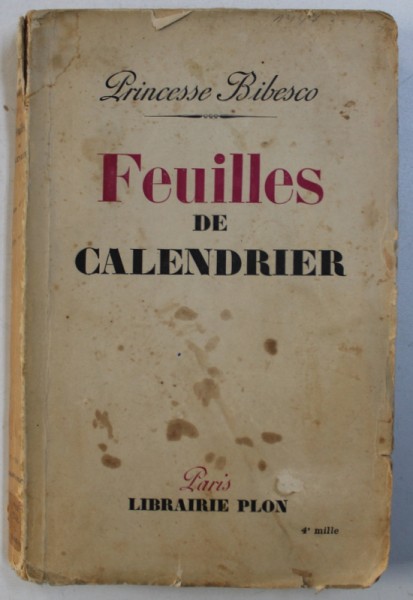 Princesse Bibesco
Feuilles
DE
CALENDRIER
Paris
LIBRAIRIE PLON
4e mille